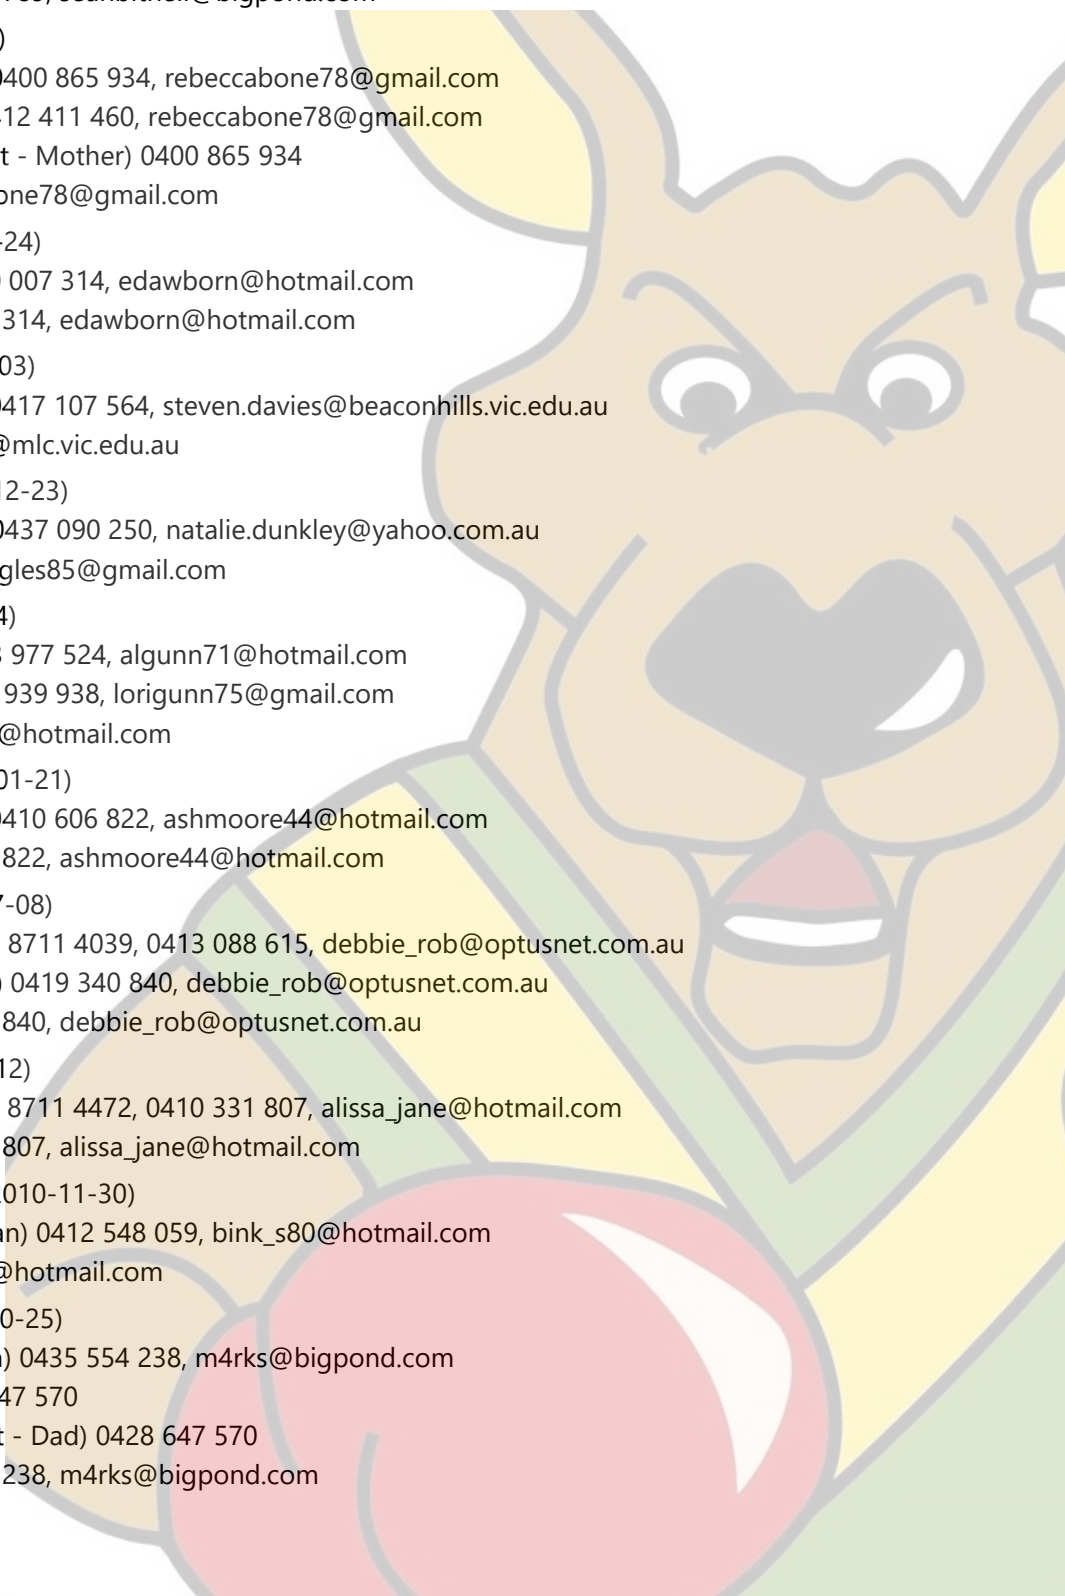 )
0400 865 934, rebeccabone78@gmail.com
412 411 460, rebeccabone78@gmail.com
t - Mother) 0400 865 934
one78@gmail.com
-24)
007 314, edawborn@hotmail.com
314, edawborn@hotmail.com
03)
0417 107 564, steven.davies@beaconhills.vic.edu.au
@mlc.vic.edu.au
12-23)
0437 090 250, natalie.dunkley@yahoo.com.au
gles85@gmail.com
4)
977 524, algunn71@hotmail.com
939 938, lorigunn75@gmail.com
@hotmail.com
01-21)
0410 606 822, ashmoore44@hotmail.com
822, ashmoore44@hotmail.com
7-08)
8711 4039, 0413 088 615, debbie_rob@optusnet.com.au
) 0419 340 840, debbie_rob@optusnet.com.au
840, debbie_rob@optusnet.com.au
12)
8711 4472, 0410 331 807, alissa_jane@hotmail.com
807, alissa_jane@hotmail.com
2010-11-30)
an) 0412 548 059, bink_s80@hotmail.com
@hotmail.com
0-25)
) 0435 554 238, m4rks@bigpond.com
47 570
t - Dad) 0428 647 570
238, m4rks@bigpond.com